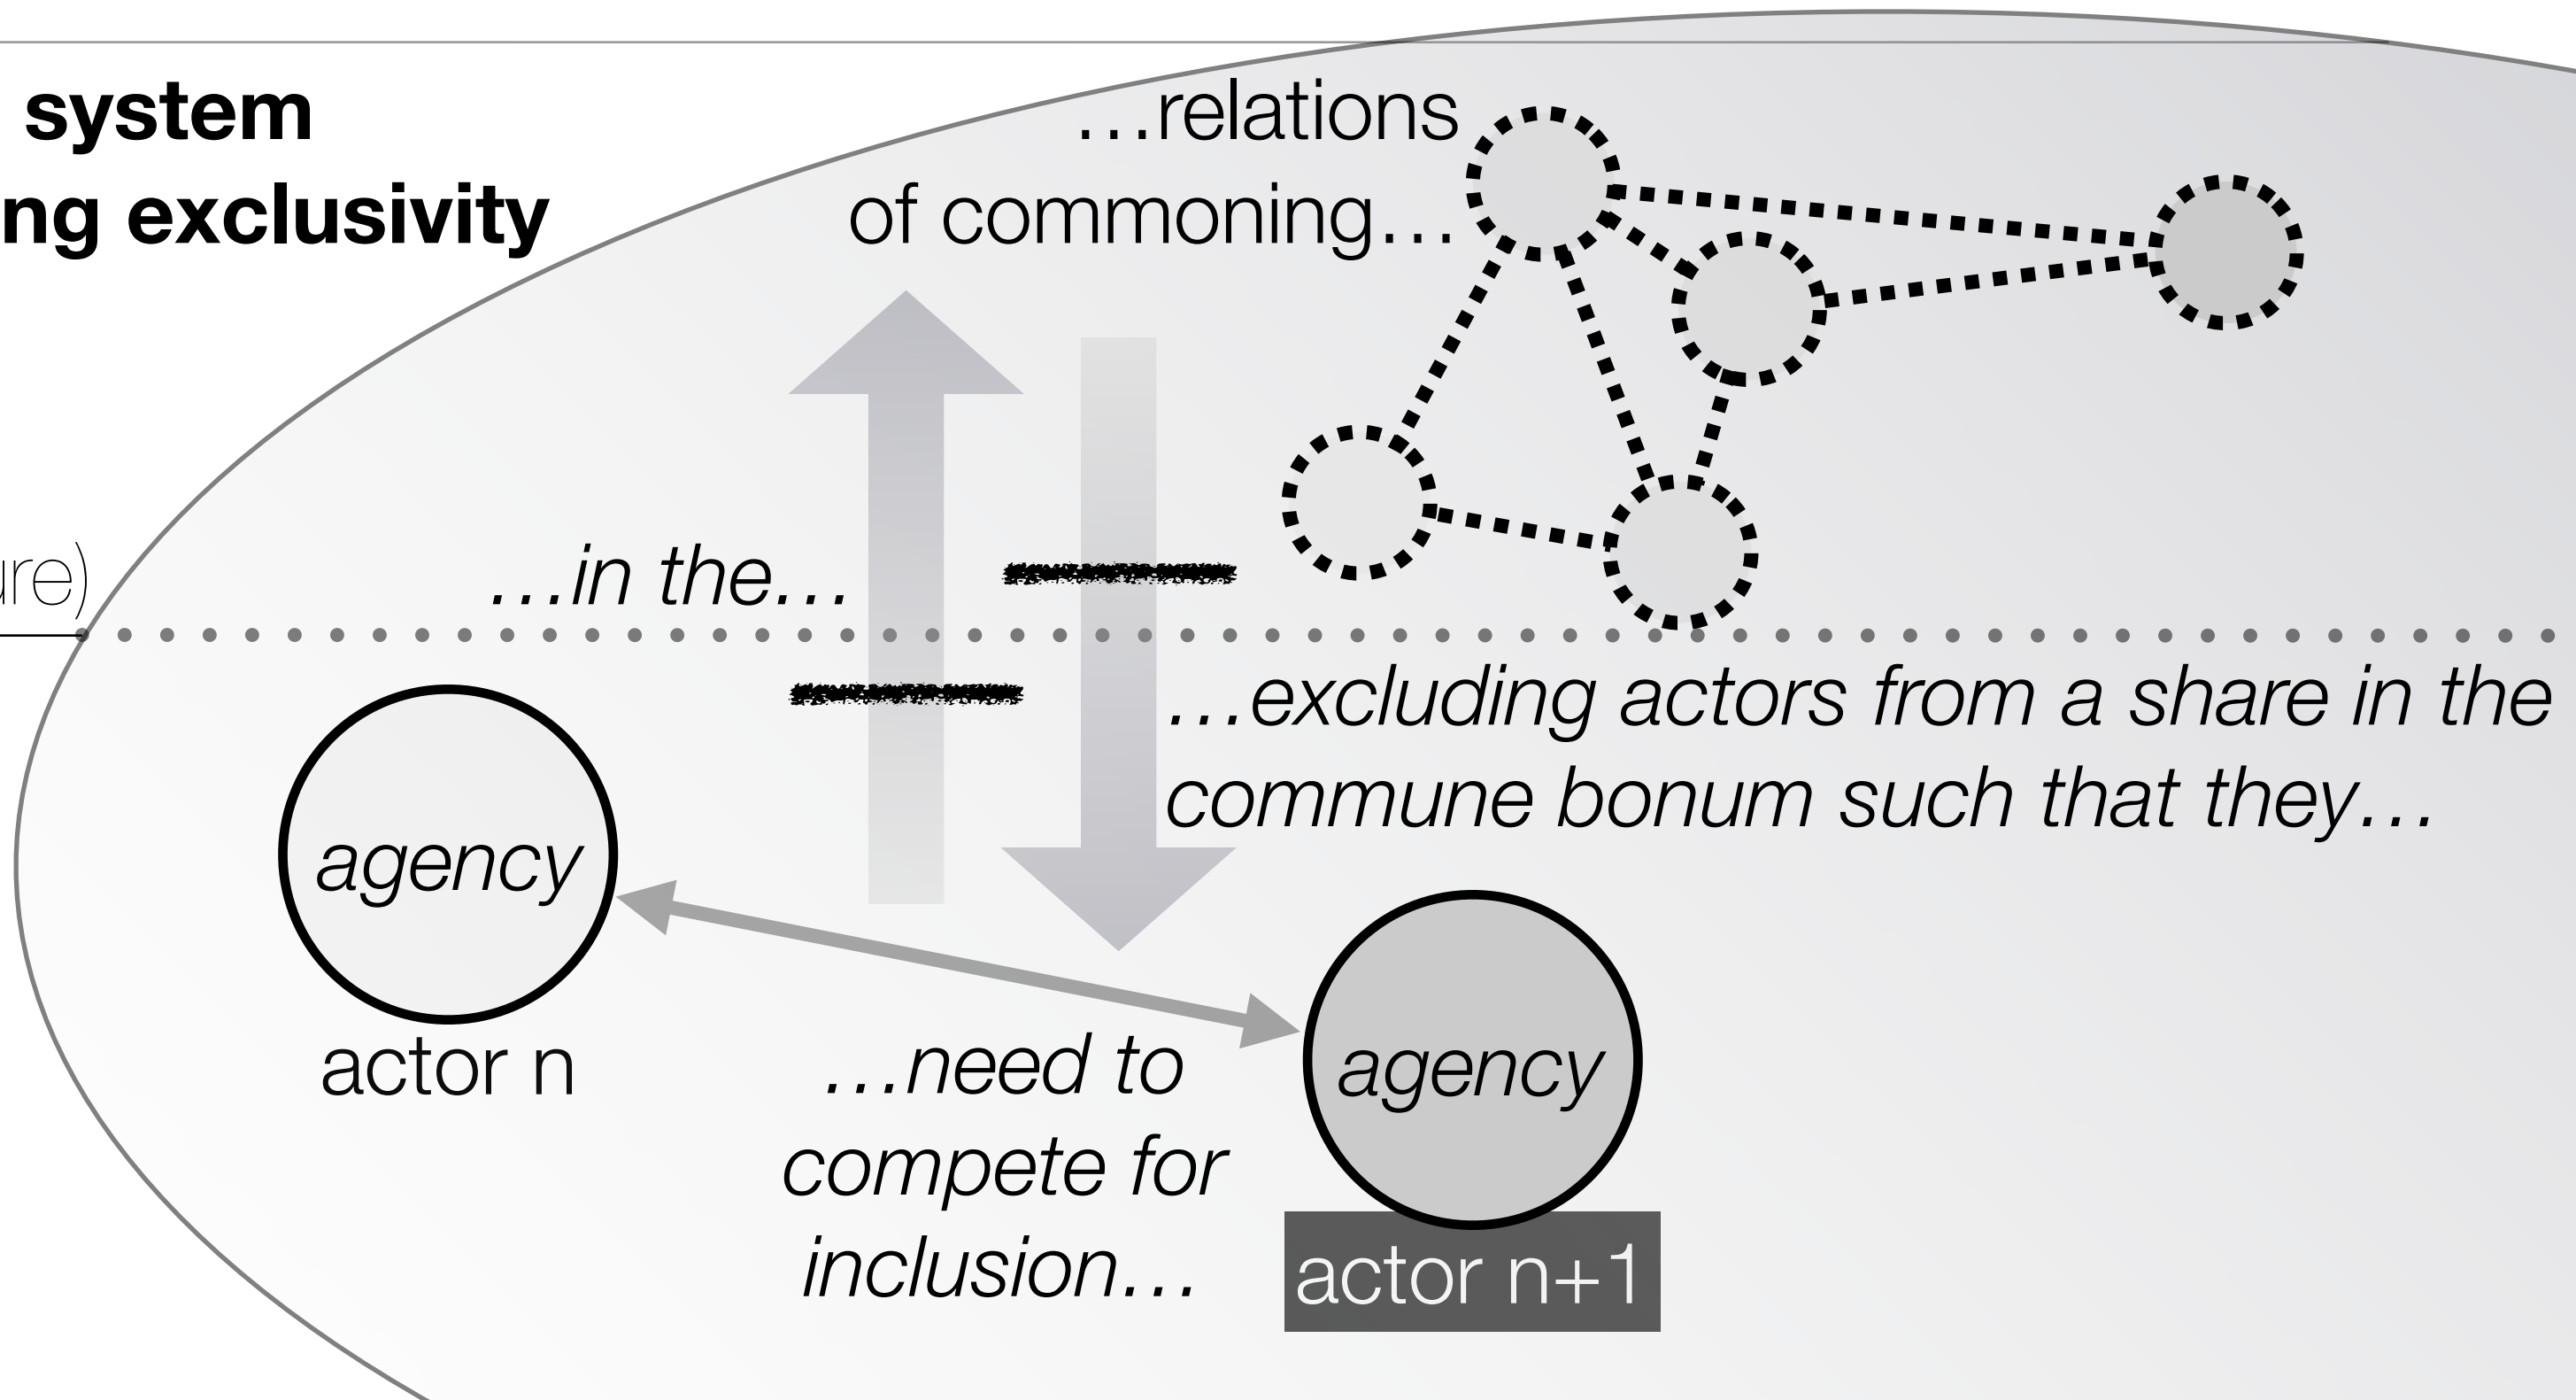 system
ng exclusivity
…relations
of commoning…
ure)
…in the…
…excluding actors from a share in the
commune bonum such that they…
agency
actor n
…need to
compete for
inclusion…
agency
actor n+1